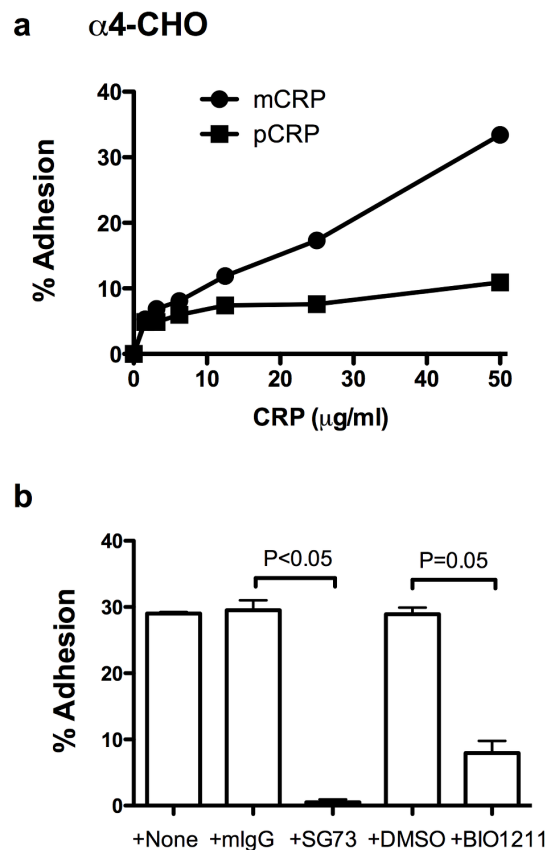 a α4-CHO
40
30
20
10
0
% Adhesion
mCRP
pCRP
0 10 20 30 40 50
CRP (μg/ml)
b
40
30
20
10
0
% Adhesion
P<0.05
P=0.05
+None +mIgG +SG73 +DMSO +BIO1211